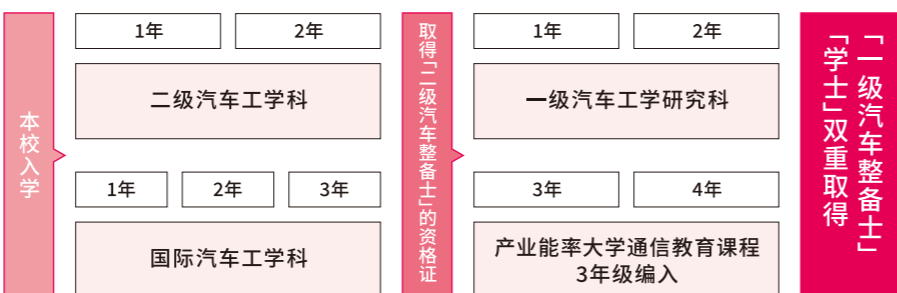 本校入学
1年
2年
二级汽车工学科
1年
2年
3年
国际汽车工学科
取得「二级汽车整备士」的资格证
1年
2年
一级汽车工学研究科
3年
4年
产业能率大学通信教育课程
3年级编入
「一级汽车整备士」
「学士」双重取得